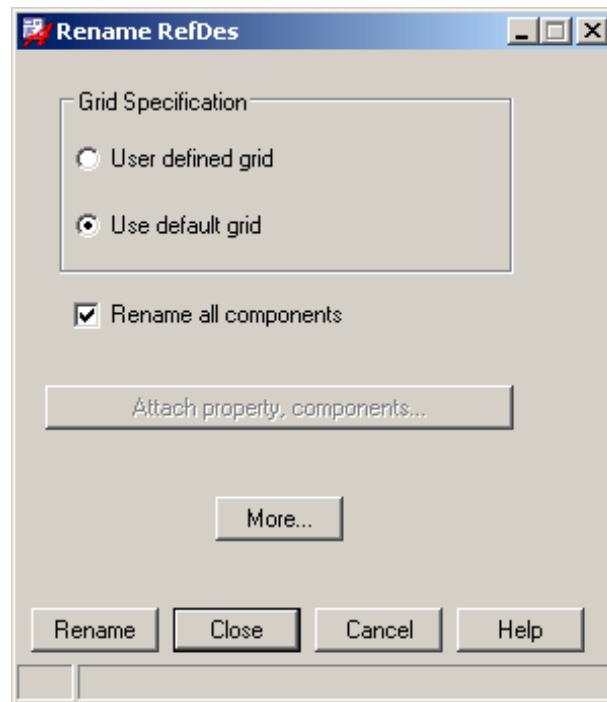 Rename RefDes
Grid Specification
User defined grid
Use default grid
Rename all components
Attach property, components...
More...
Rename Close Cancel Help